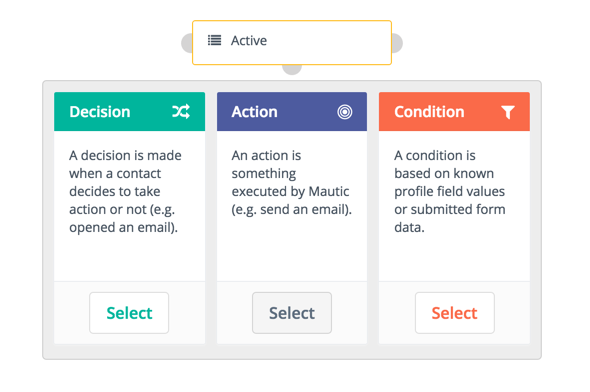 Active
Decision
A decision is made
when a contact
decides to take
action or not (e.g.
opened an email).
Select
Action
An action is
something
executed by Mautic
(e.g. send an email).
Select
Condition
A condition is
based on known
profile field values
or submitted form
data.
Select